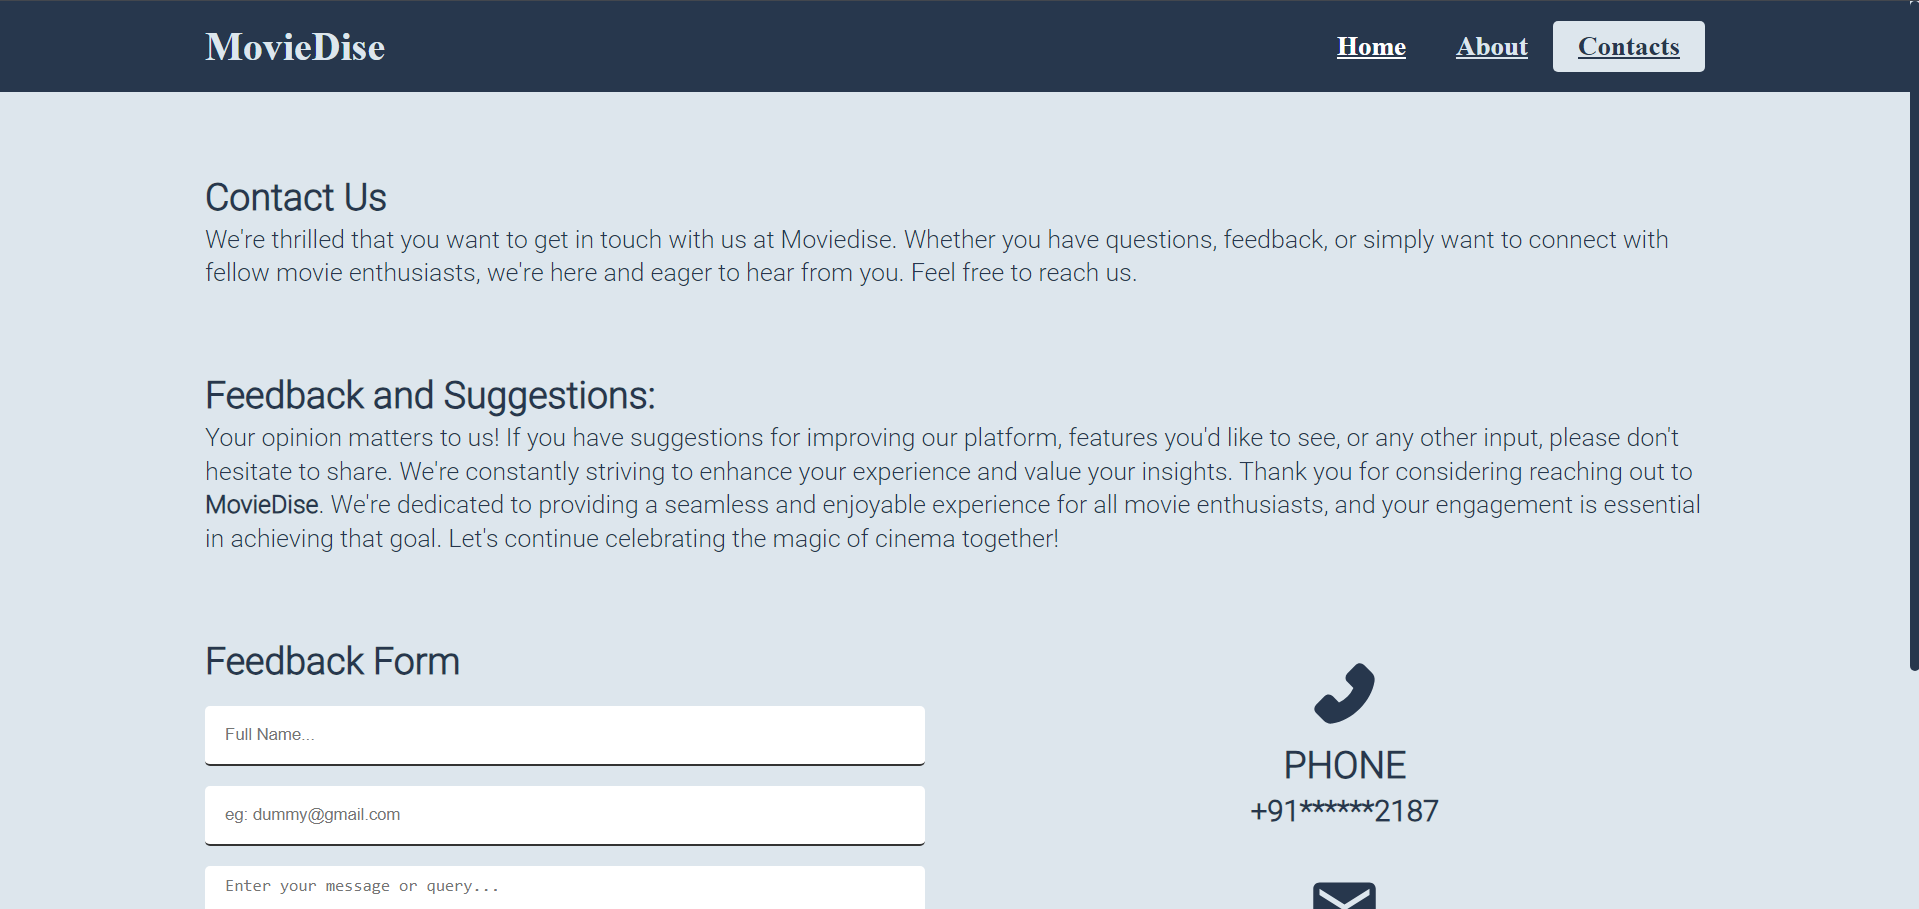 MovieDise
Home About Contacts
Contact Us
We're thrilled that you want to get in touch with us at Moviedise. Whether you have questions, feedback, or simply want to connect with
fellow movie enthusiasts, we're here and eager to hear from you. Feel free to reach us.
Feedback and Suggestions:
Your opinion matters to us! If you have suggestions for improving our platform, features you'd like to see, or any other input, please don't
hesitate to share. We're constantly striving to enhance your experience and value your insights. Thank you for considering reaching out to
MovieDise. We're dedicated to providing a seamless and enjoyable experience for all movie enthusiasts, and your engagement is essential
in achieving that goal. Let's continue celebrating the magic of cinema together!
Feedback Form
Full Name...
eg: dummy@gmail.com
Enter your message or query...
PHONE
+91******2187